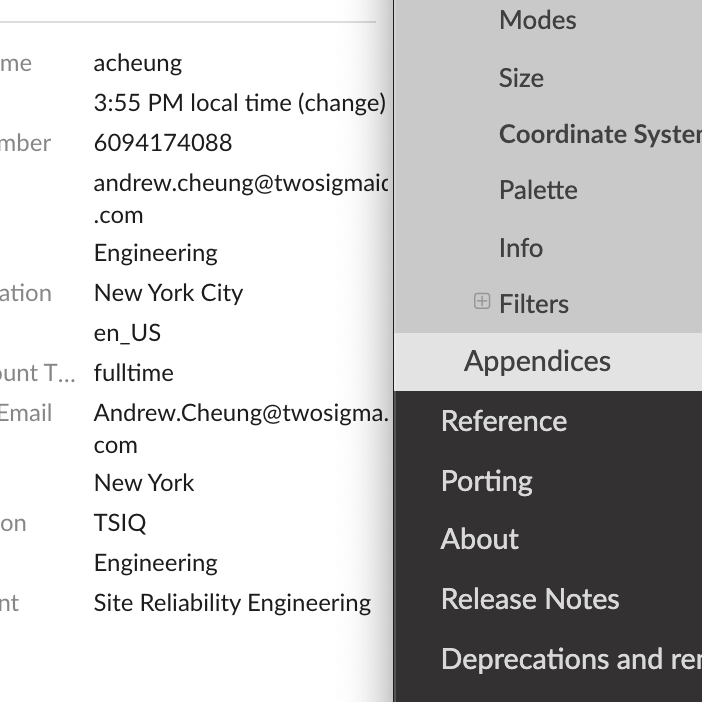 me acheung
3:55 PM local time (change)
mber 6094174088
andrew.cheung@twosigmaic
.com
Engineering
ation New York City
en_US
ount T... fulltime
Email Andrew.Cheung@twosigma.
com
New York
on TSIQ
Engineering
nt Site Reliability Engineering
Modes
Size
Coordinate System
Palette
Info
Filters
Appendices
Reference
Porting
About
Release Notes
Deprecations and rem